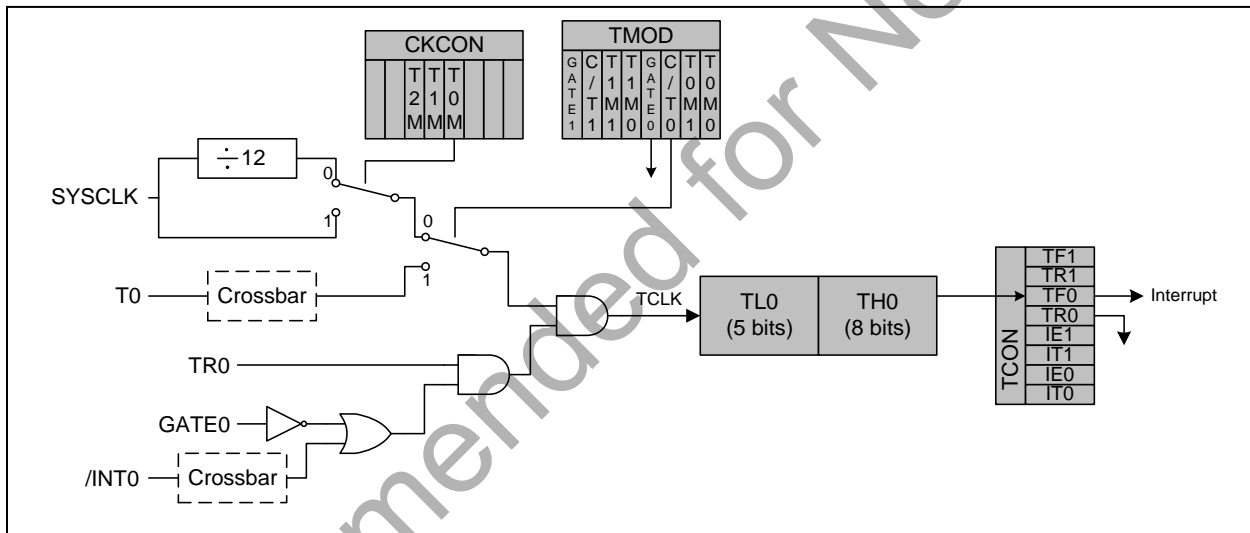 CKCON
T2M
T1M
T0M
TMOD
GATE1
C/T1
T1M1
T1M0
GATE0
C/T0
T0M1
T0M0
÷12
SYSCLK
0
1
0
1
T0
Crossbar
TR0
GATE0
/INT0
Crossbar
TCLK
TL0
(5 bits)
TH0
(8 bits)
TCON
TF1
TR1
TF0
TR0
IE1
IT1
IE0
IT0
Interrupt
mended for N